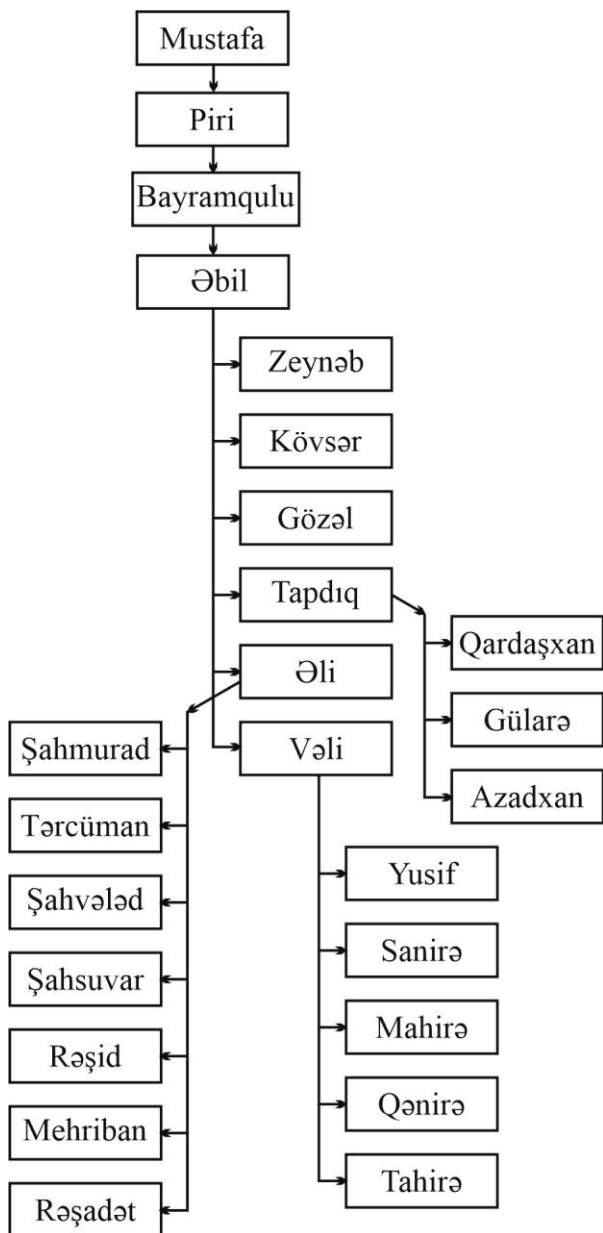 Mustafa
Piri
Bayramqulu
Əbil
Zeynəb
Kövsər
Gözəl
Tapdıq
Əli
Vəli
Qardaşxan
Gülarə
Azadxan
Şahmurad
Tərcüman
Şahvələd
Şahsuvar
Rəşid
Mehriban
Rəşadət
Yusif
Sanirə
Mahirə
Qənirə
Tahirə